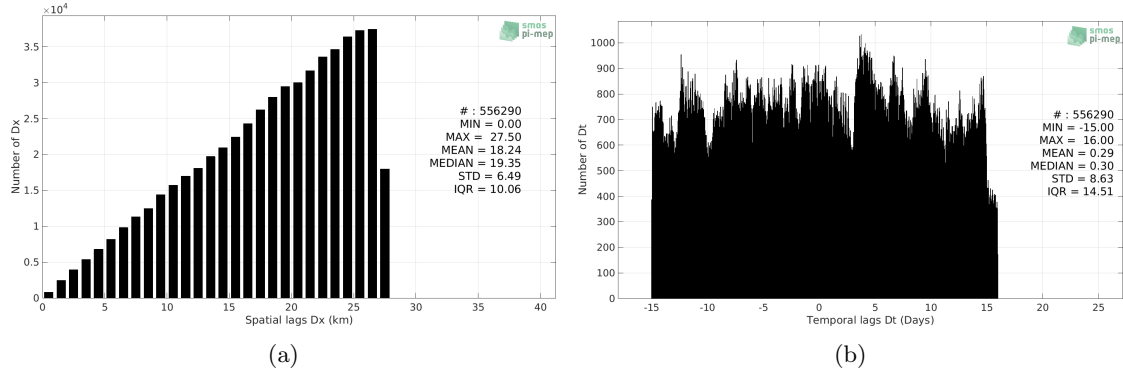 ×10⁴
3.5
3
2.5
2
1.5
1
0.5
0
Number of Dx
0 5 10 15 20 25 30 35 40
Spatial lags Dx (km)
smos
pi-mep
# : 556290
MIN = 0.00
MAX = 27.50
MEAN = 18.24
MEDIAN = 19.35
STD = 6.49
IQR = 10.06
(a)
1000
900
800
700
600
500
400
300
200
100
0
Number of Dt
-15 -10 -5 0 5 10 15 20 25
Temporal lags Dt (Days)
smos
pi-mep
# : 556290
MIN = -15.00
MAX = 16.00
MEAN = 0.29
MEDIAN = 0.30
STD = 8.63
IQR = 14.51
(b)